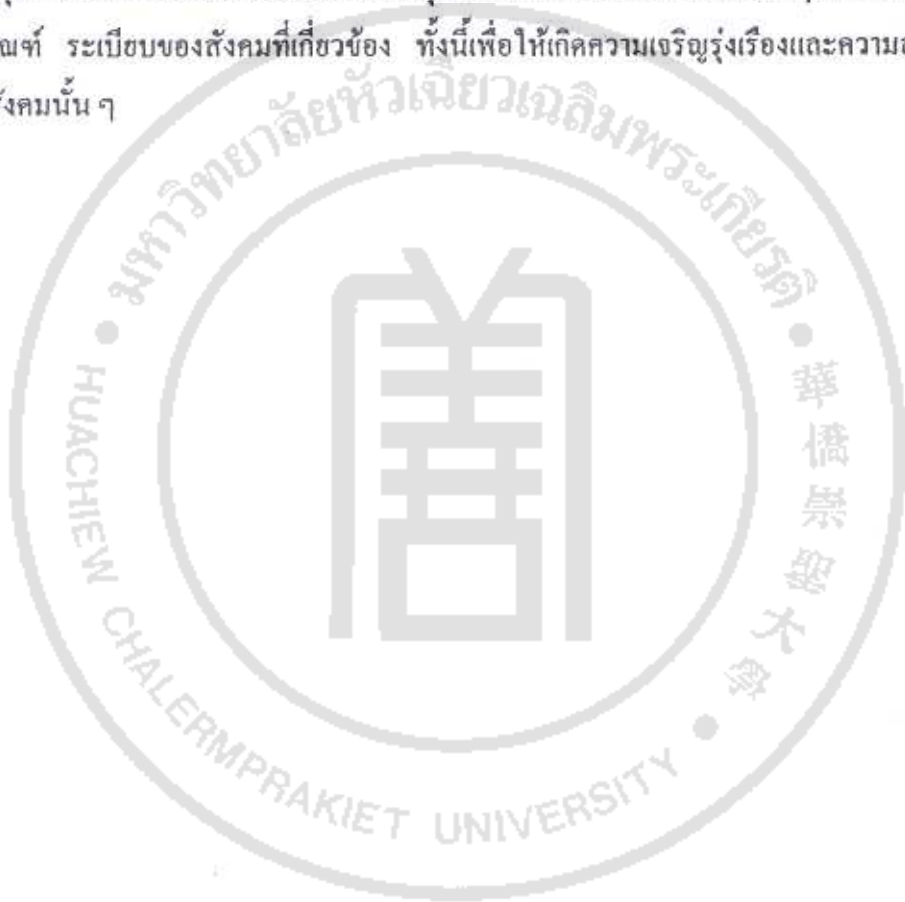 ณฑ์ ระเบียบของสังคมที่เกี่ยวข้อง ทั้งนี้เพื่อให้เกิดความเจริญรุ่งเรืองและความ
ังคมนั้น ๆ
มหาวิทยาลัยหัวเฉียวเฉลิมพระเกียรติ
華僑崇聖大學
HUACHIEW CHALERMPRAKIET UNIVERSITY